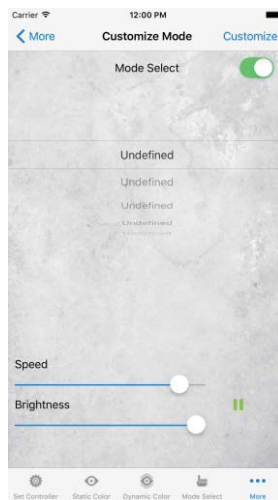 Carrier 12:00 PM
More Customize Mode Customize
Mode Select
Undefined
Undefined
Undefined
Undefined
Speed
Brightness
Set Controller Static Color Dynamic Color Mode Select More